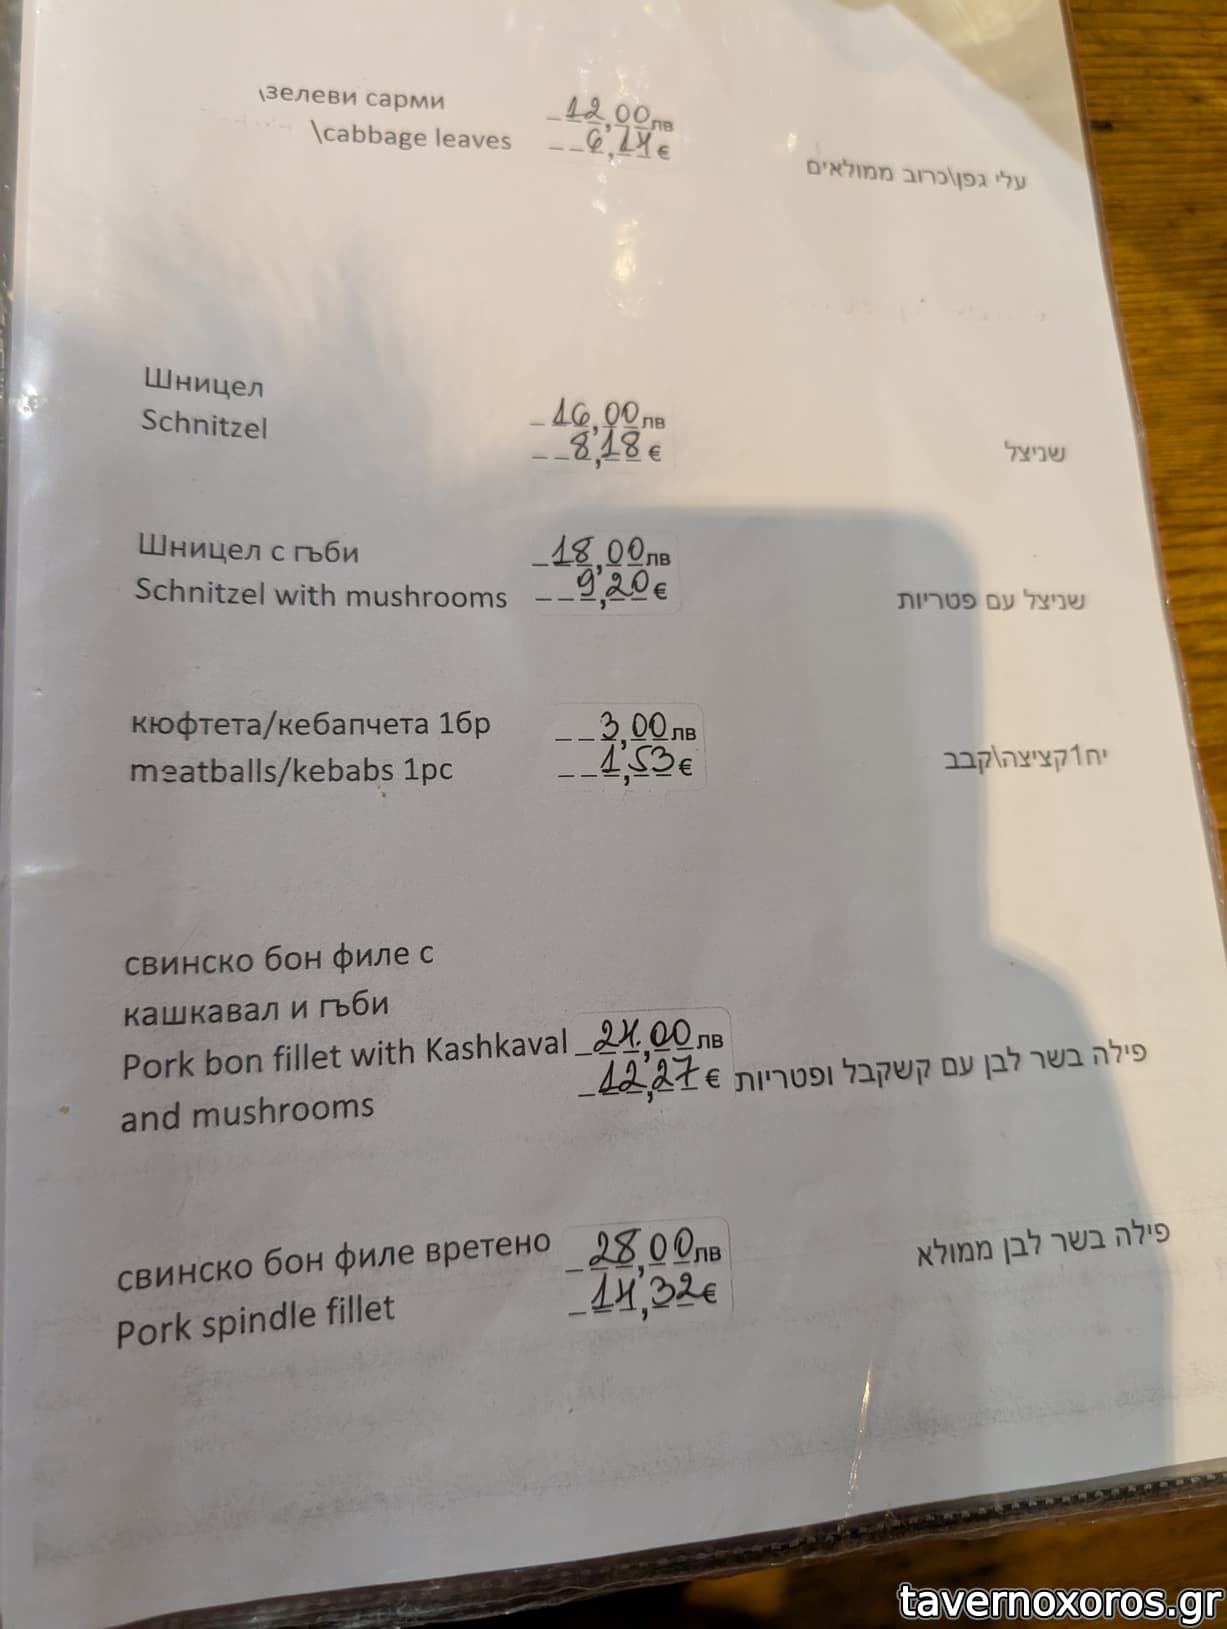 \зелеви сарми
12,00лв
\cabbage leaves
6,14€
עלי גפן\כרוב ממולאים
Шницел
Schnitzel
16,00лв
8,18€
שניצל
Шницел с гъби
18,00лв
Schnitzel with mushrooms
9,20€
שניצל עם פטריות
кюфтета/кебапчета 1бр
3,00лв
meatballs/kebabs 1pc
1,53€
יח1קציצה\קבב
свинско бон филе с
кашкавал и гъби
Pork bon fillet with Kashkaval
24.00лв
and mushrooms
12,27€
פילה בשר לבן עם קשקבל ופטריות
свинско бон филе вретено
28,00лв
Pork spindle fillet
14,32€
פילה בשר לבן ממולא
tavernoxoros.gr